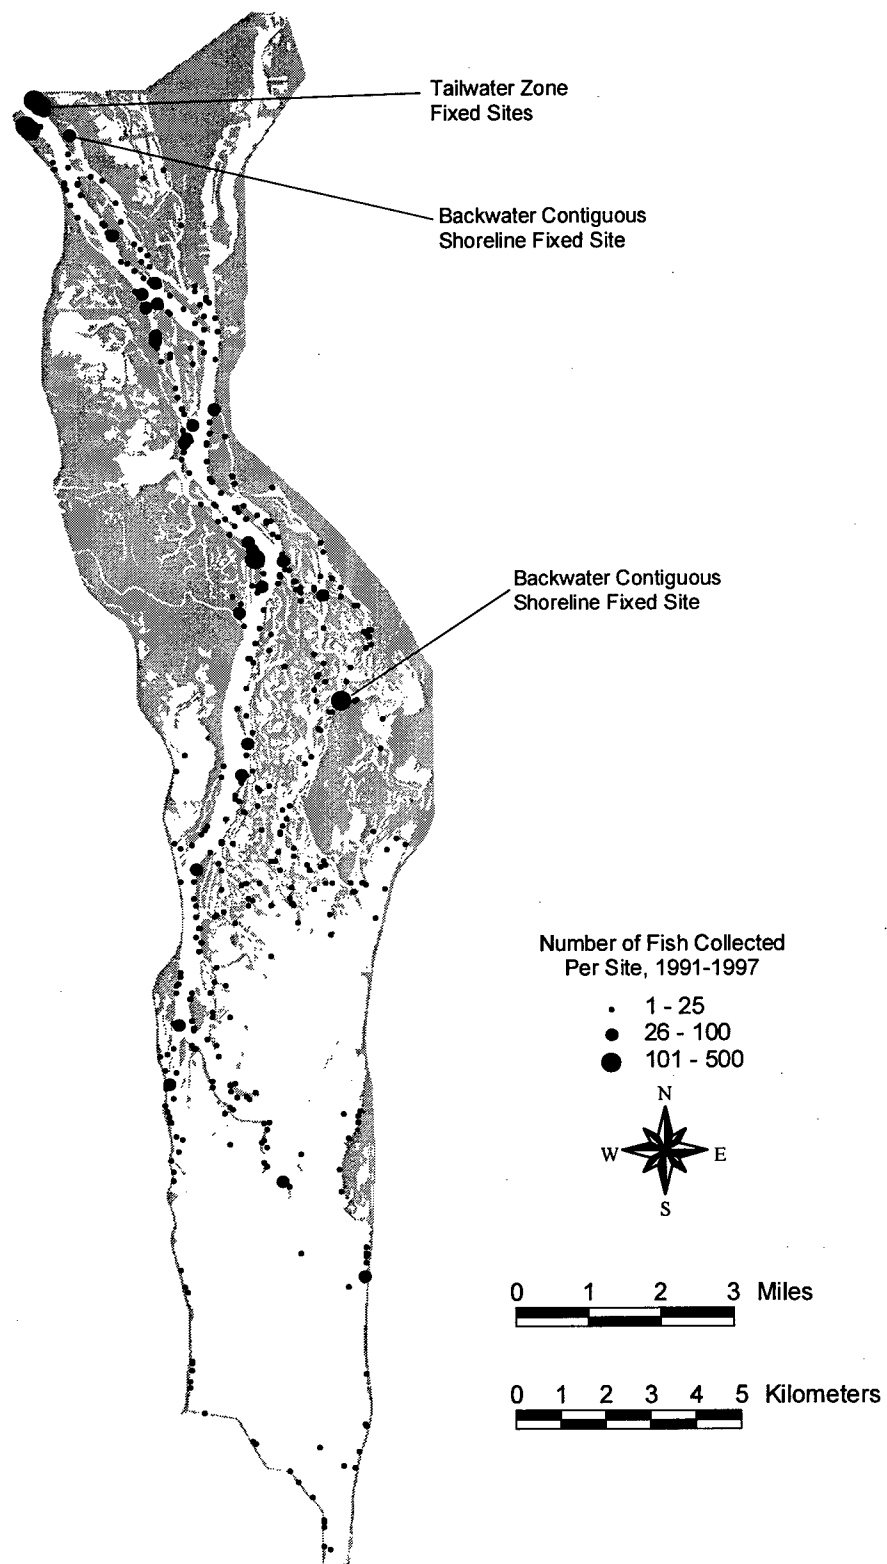 Tailwater Zone
Fixed Sites
Backwater Contiguous
Shoreline Fixed Site
Backwater Contiguous
Shoreline Fixed Site
Number of Fish Collected
Per Site, 1991-1997
1 - 25
26 - 100
101 - 500
N
W E
S
0 1 2 3 Miles
0 1 2 3 4 5 Kilometers